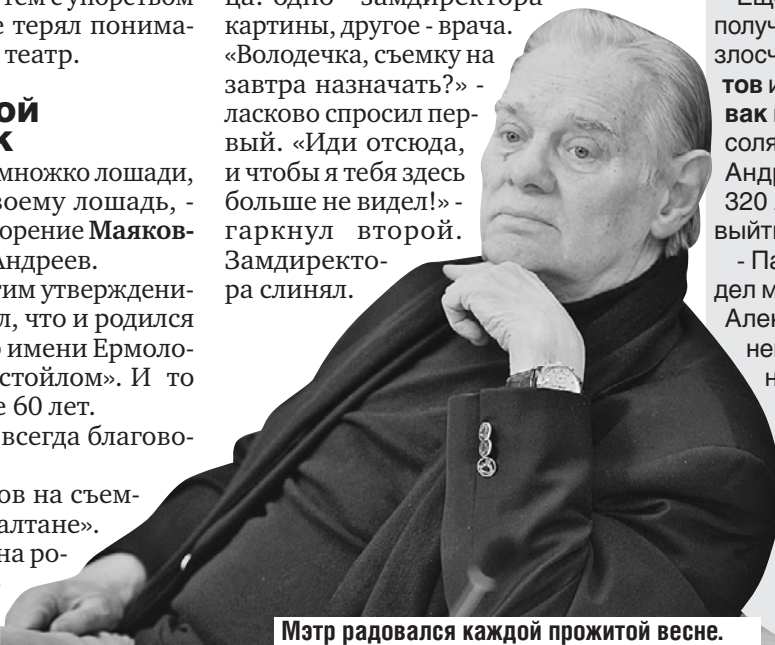 тем с упорством
терял понима-
театр.
ой
к
множко лошади,
воему лошадь, -
орение Маяков-
Андреев.
тим утверждени-
л, что и родился
имени Ермоло-
стойлом». И то
60 лет.
всегда благово-
ов на съем-
алтане».
на ро-
ца: одно - замдиректора
картины, другое - врача.
«Володечка, съемку на
завтра назначать?» -
ласково спросил пер-
вый. «Иди отсюда,
и чтобы я тебя здесь
больше не видел!» -
гаркнул второй.
Замдиректо-
ра слинял.
Мэтр радовался каждой прожитой весне.
Ещ
получ
злосч
тов и
вак
соля
Андр
320
выйт
- Па
дел м
Алек
не
н